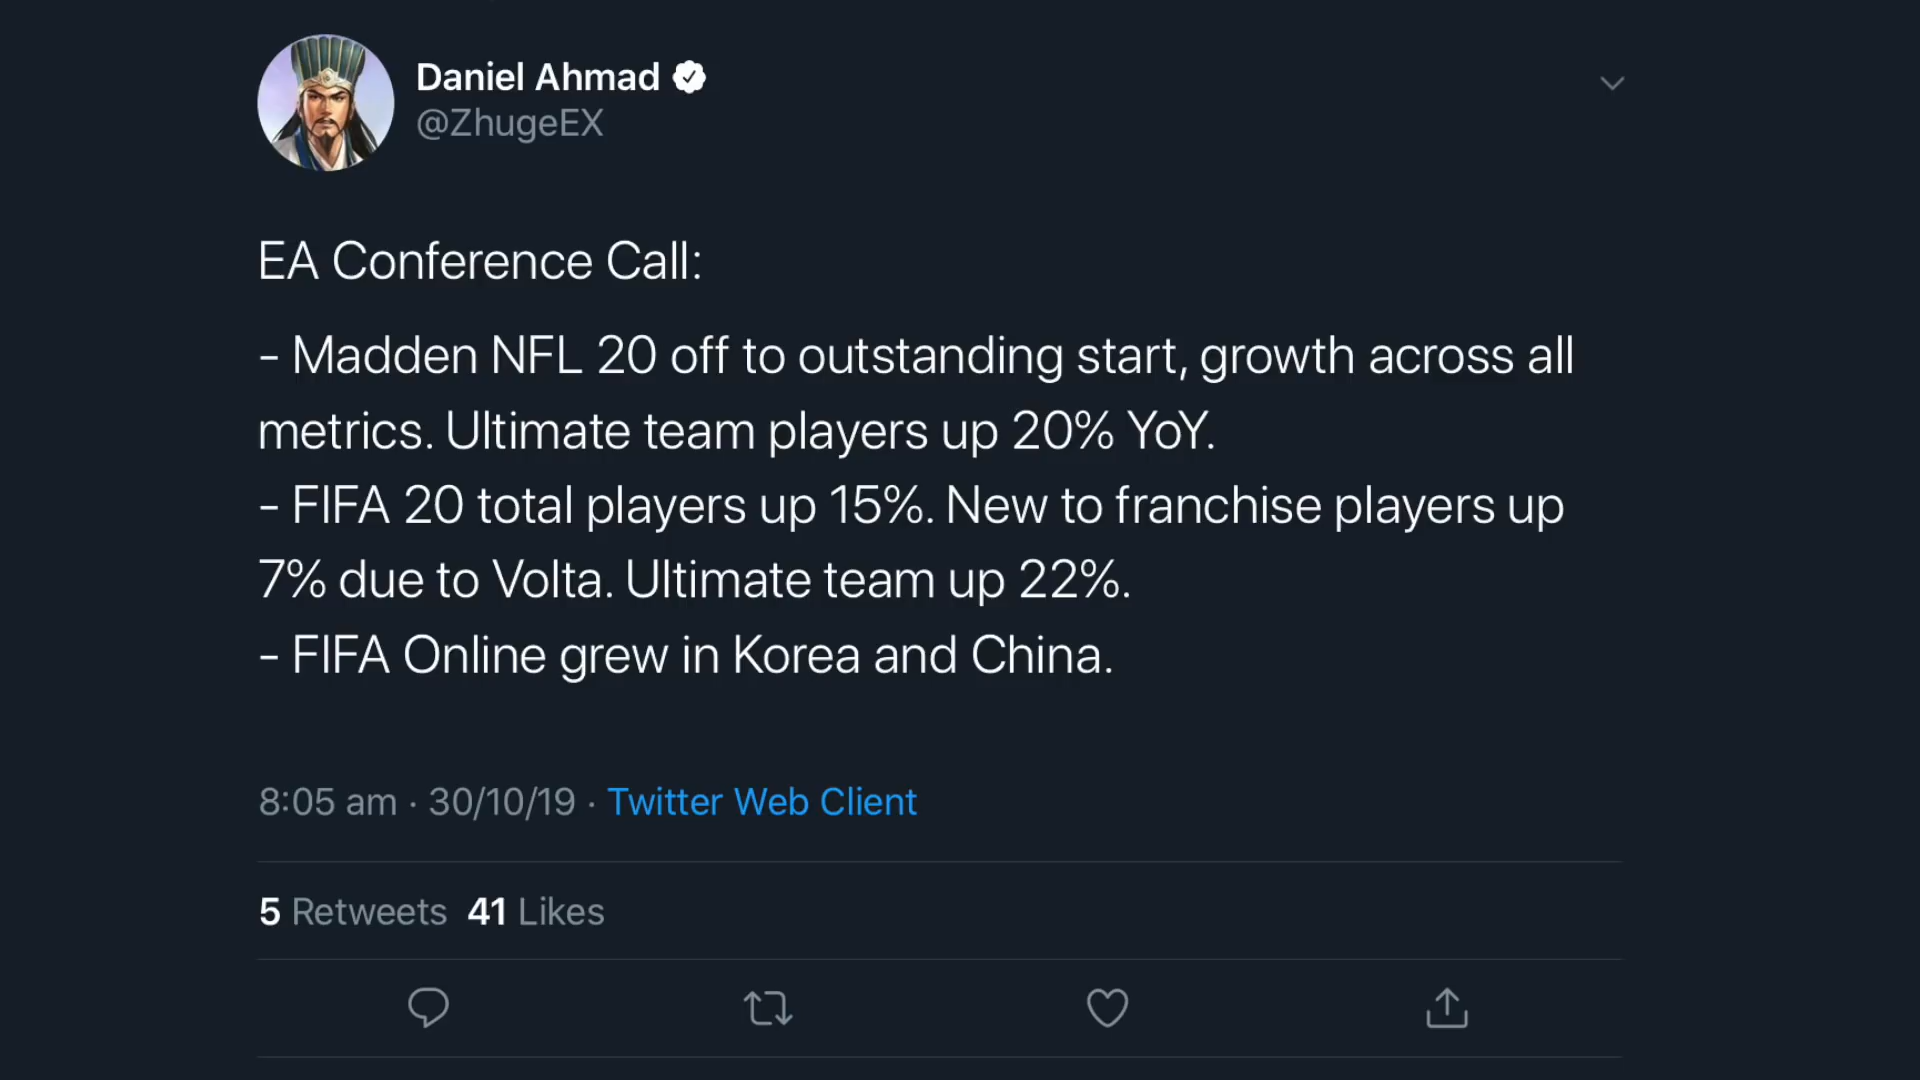 Daniel Ahmad
@ZhugeEX
EA Conference Call:
- Madden NFL 20 off to outstanding start, growth across all
metrics. Ultimate team players up 20% YoY.
- FIFA 20 total players up 15%. New to franchise players up
7% due to Volta. Ultimate team up 22%.
- FIFA Online grew in Korea and China.
8:05 am · 30/10/19 · Twitter Web Client
5 Retweets 41 Likes